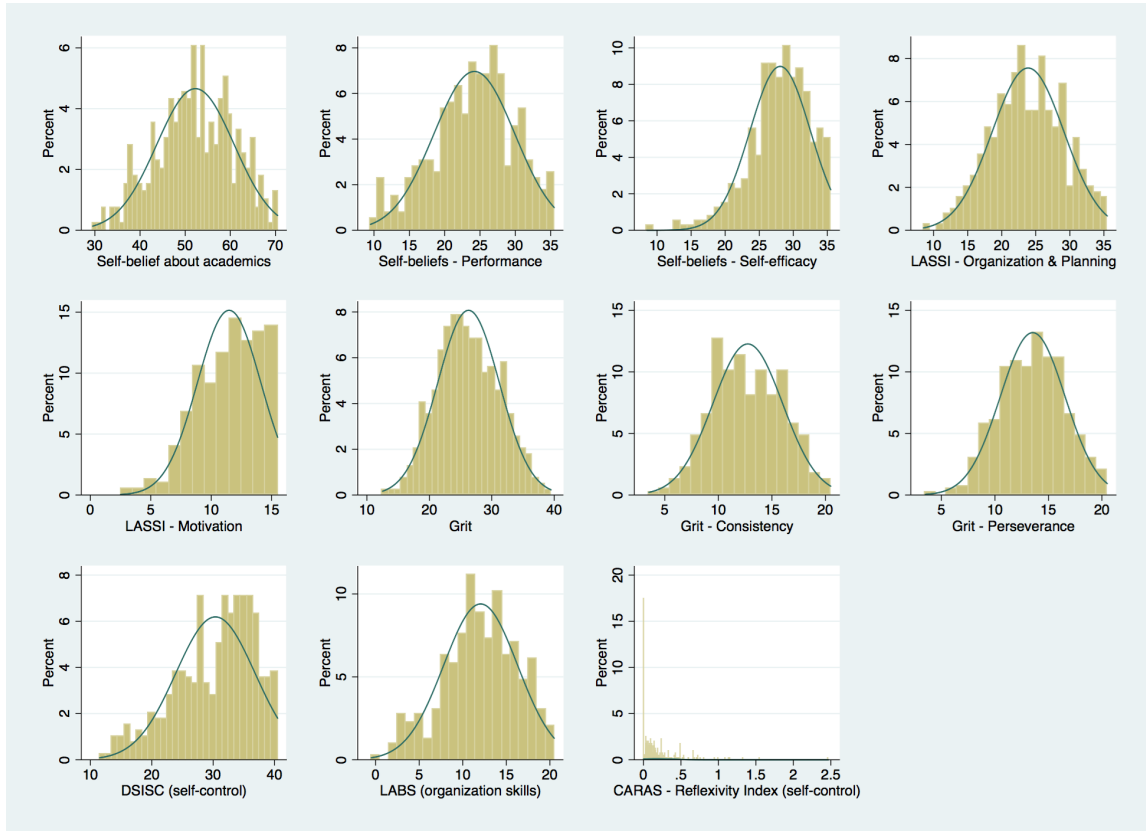 Percent
0 2 4 6
30 40 50 60 70
Self-belief about academics
Percent
0 2 4 6 8
10 15 20 25 30 35
Self-beliefs - Performance
Percent
0 2 4 6 8 10
10 15 20 25 30 35
Self-beliefs - Self-efficacy
Percent
0 2 4 6 8
10 15 20 25 30 35
LASSI - Organization & Planning
Percent
0 5 10 15
0 5 10 15
LASSI - Motivation
Percent
0 2 4 6 8
10 20 30 40
Grit
Percent
0 5 10 15
5 10 15 20
Grit - Consistency
Percent
0 5 10 15
5 10 15 20
Grit - Perseverance
Percent
0 2 4 6 8
10 20 30 40
DSISC (self-control)
Percent
0 5 10
0 5 10 15 20
LABS (organization skills)
Percent
0 5 10 15 20
0 .5 1 1.5 2 2.5
CARAS - Reflexivity Index (self-control)